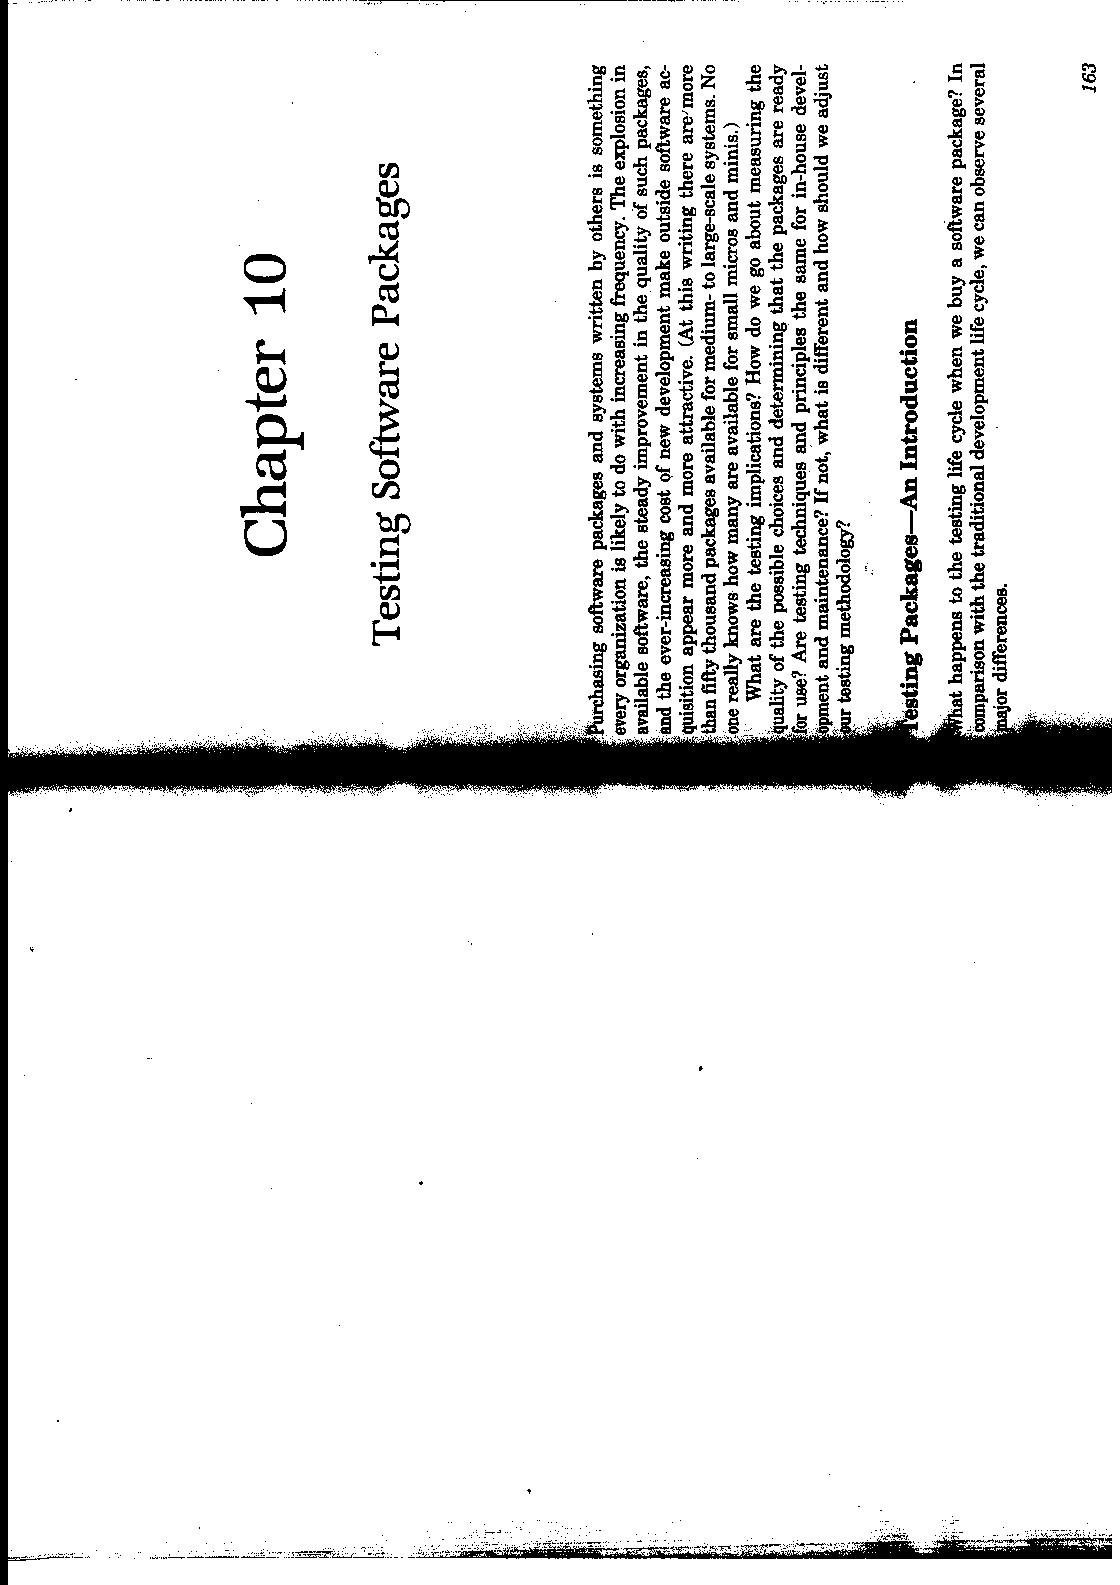 Chapter 10
Testing Software Packages
Purchasing software packages and systems written by others is something
every organization is likely to do with increasing frequency. The explosion in
available software, the steady improvement in the quality of such packages,
and the ever-increasing cost of new development make outside software ac-
quisition appear more and more attractive. (At this writing there are more
than fifty thousand packages available for medium- to large-scale systems. No
one really knows how many are available for small micros and minis.)
What are the testing implications? How do we go about measuring the
quality of the possible choices and determining that the packages are ready
for use? Are testing techniques and principles the same for in-house devel-
opment and maintenance? If not, what is different and how should we adjust
our testing methodology?
Testing Packages—An Introduction
What happens to the testing life cycle when we buy a software package? In
comparison with the traditional development life cycle, we can observe several
major differences.
163